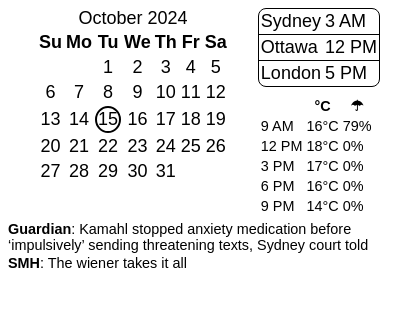 October 2024
Su Mo Tu We Th Fr Sa
1 2 3 4 5
6 7 8 9 10 11 12
13 14 15 16 17 18 19
20 21 22 23 24 25 26
27 28 29 30 31
Sydney 3 AM
Ottawa 12 PM
London 5 PM
°C ☂
9 AM 16°C 79%
12 PM 18°C 0%
3 PM 17°C 0%
6 PM 16°C 0%
9 PM 14°C 0%
Guardian: Kamahl stopped anxiety medication before
‘impulsively’ sending threatening texts, Sydney court told
SMH: The wiener takes it all